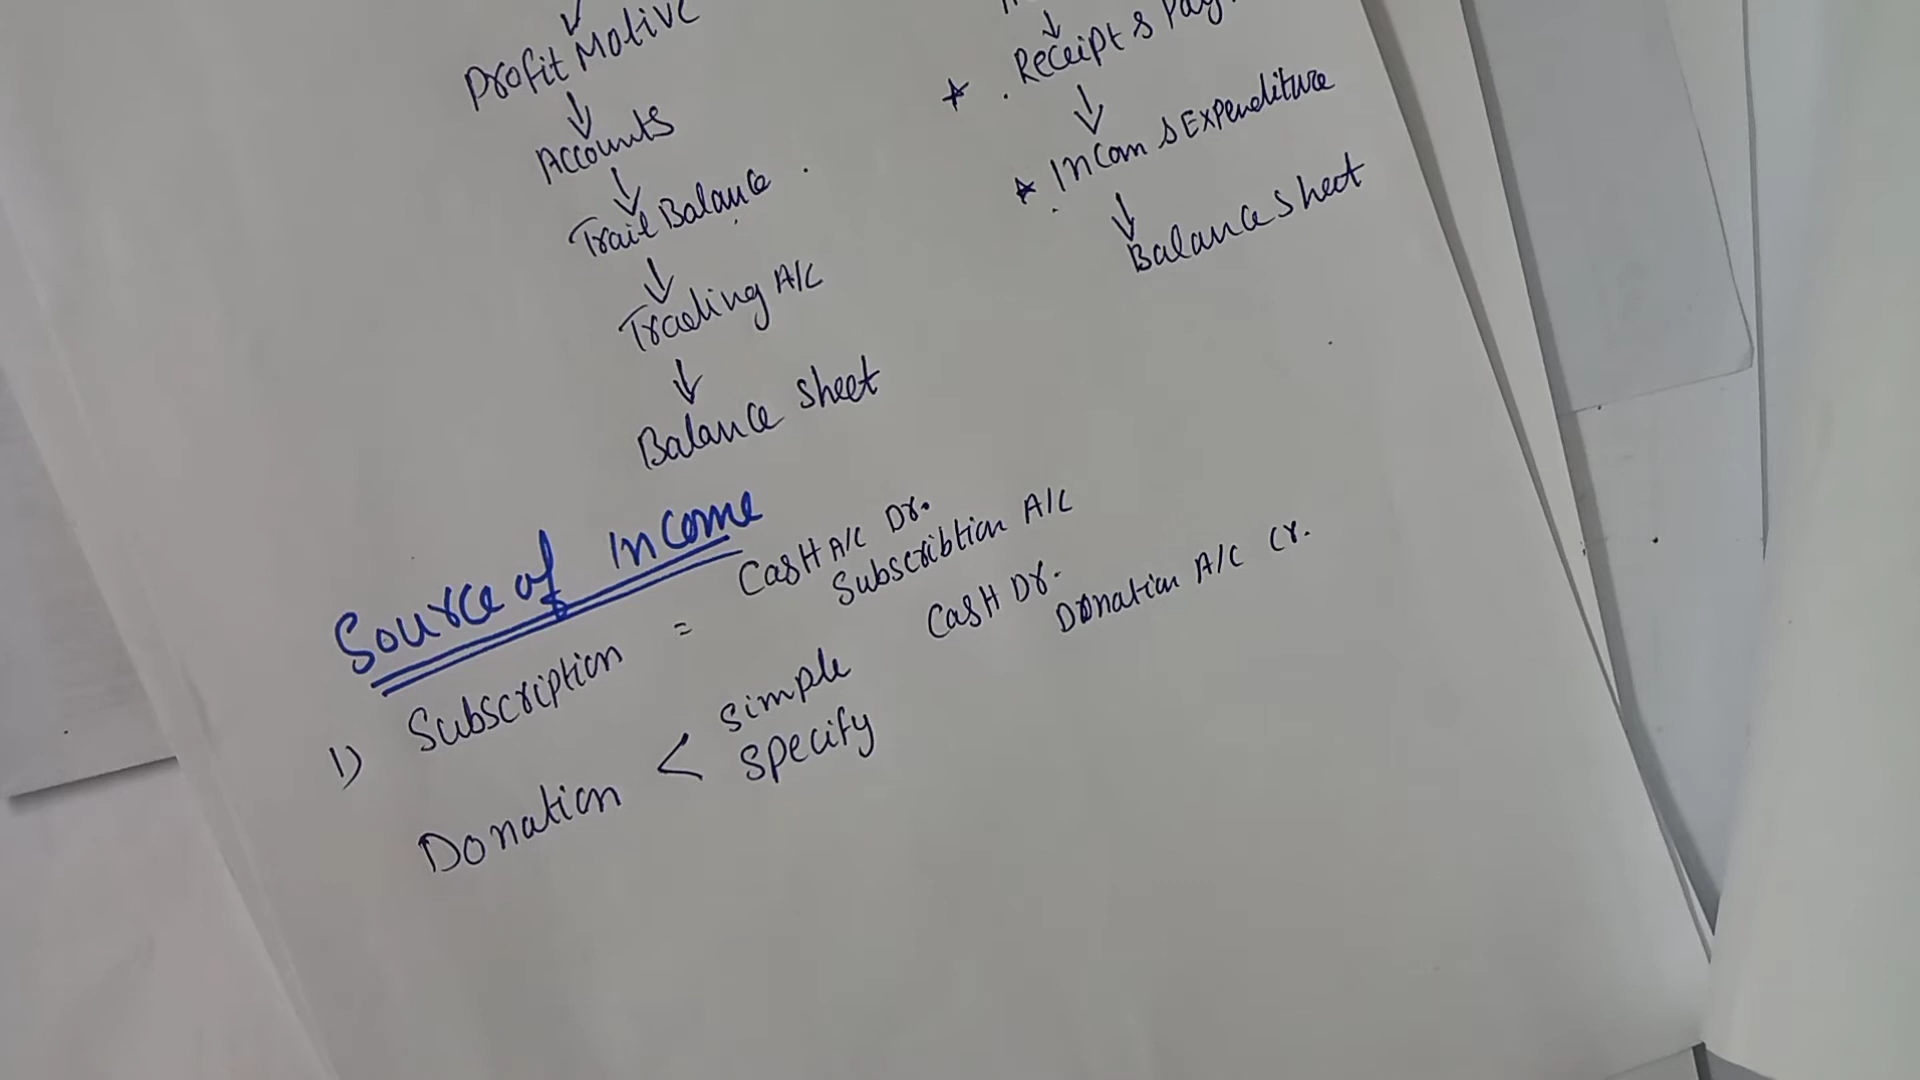 Profit Motive
↓
Accounts
↓
Trail Balance
↓
Trading A/C
↓
Balance Sheet
↓
Receipt &
↓
InCom & Expenditure
↓
Balance Sheet
Source of InCome
1) Subscription = CasH A/C Dr.
Subscribtion A/C
Donation < Simple CasH Dr.
Donation A/C Cr.
Specify